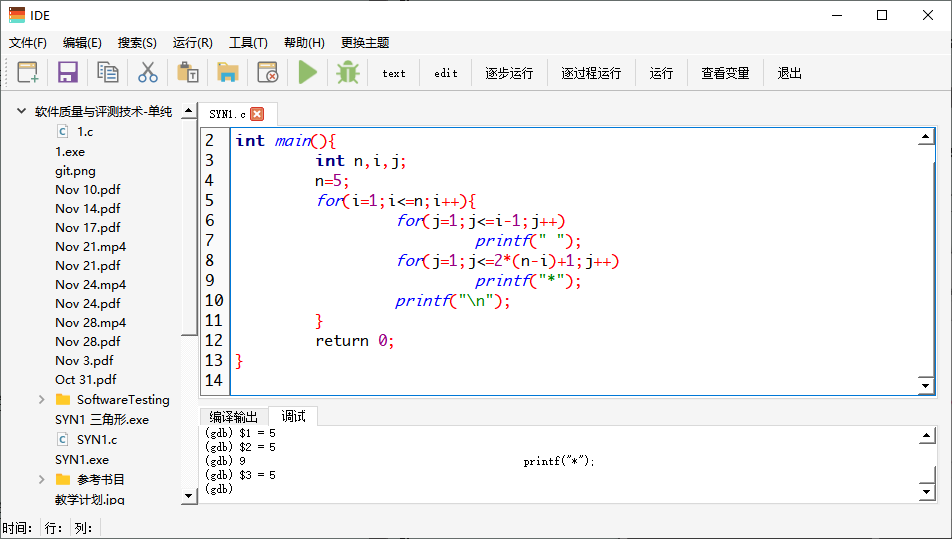 IDE
文件(F) 编辑(E) 搜索(S) 运行(R) 工具(T) 帮助(H) 更换主题
text edit 逐步运行 逐过程运行 运行 查看变量 退出
软件质量与评测技术-单纯
1.c
1.exe
git.png
Nov 10.pdf
Nov 14.pdf
Nov 17.pdf
Nov 21.mp4
Nov 21.pdf
Nov 24.mp4
Nov 24.pdf
Nov 28.mp4
Nov 28.pdf
Nov 3.pdf
Oct 31.pdf
SoftwareTesting
SYN1 三角形.exe
SYN1.c
SYN1.exe
参考书目
教学计划.jpg
SYN1.c
2 int main(){
3 int n,i,j;
4 n=5;
5 for(i=1;i<=n;i++){
6 for(j=1;j<=i-1;j++)
7 printf(" ");
8 for(j=1;j<=2*(n-i)+1;j++)
9 printf("*");
10 printf("\n");
11 }
12 return 0;
13 }
14
编译输出 调试
(gdb) $1 = 5
(gdb) $2 = 5
(gdb) 9 printf("*");
(gdb) $3 = 5
(gdb)
时间: 行: 列: